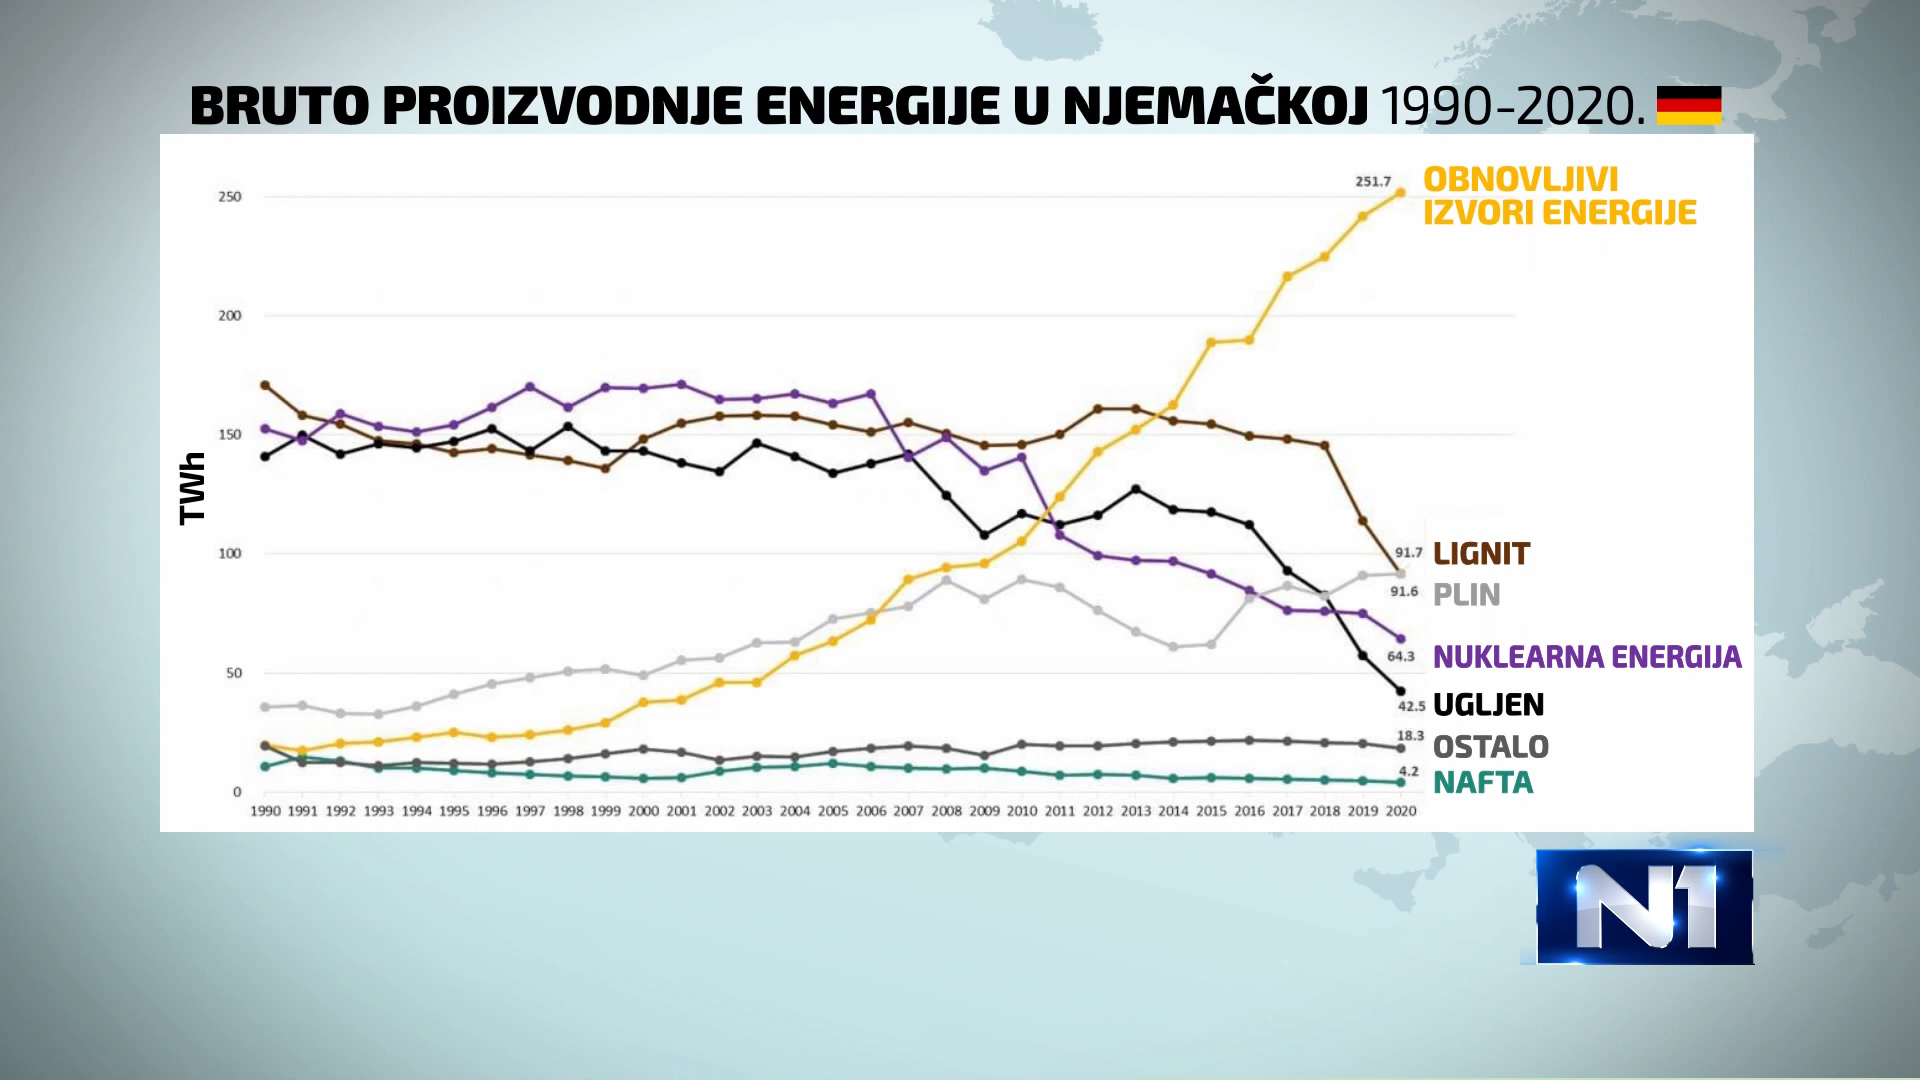 BRUTO PROIZVODNJE ENERGIJE U NJEMAČKOJ 1990-2020.
251.7
OBNOVLJIVI
IZVORI ENERGIJE
250
200
150
100
50
0
TWh
91.7 LIGNIT
91.6 PLIN
64.3 NUKLEARNA ENERGIJA
42.5 UGLJEN
18.3 OSTALO
4.2 NAFTA
1990 1991 1992 1993 1994 1995 1996 1997 1998 1999 2000 2001 2002 2003 2004 2005 2006 2007 2008 2009 2010 2011 2012 2013 2014 2015 2016 2017 2018 2019 2020
N1